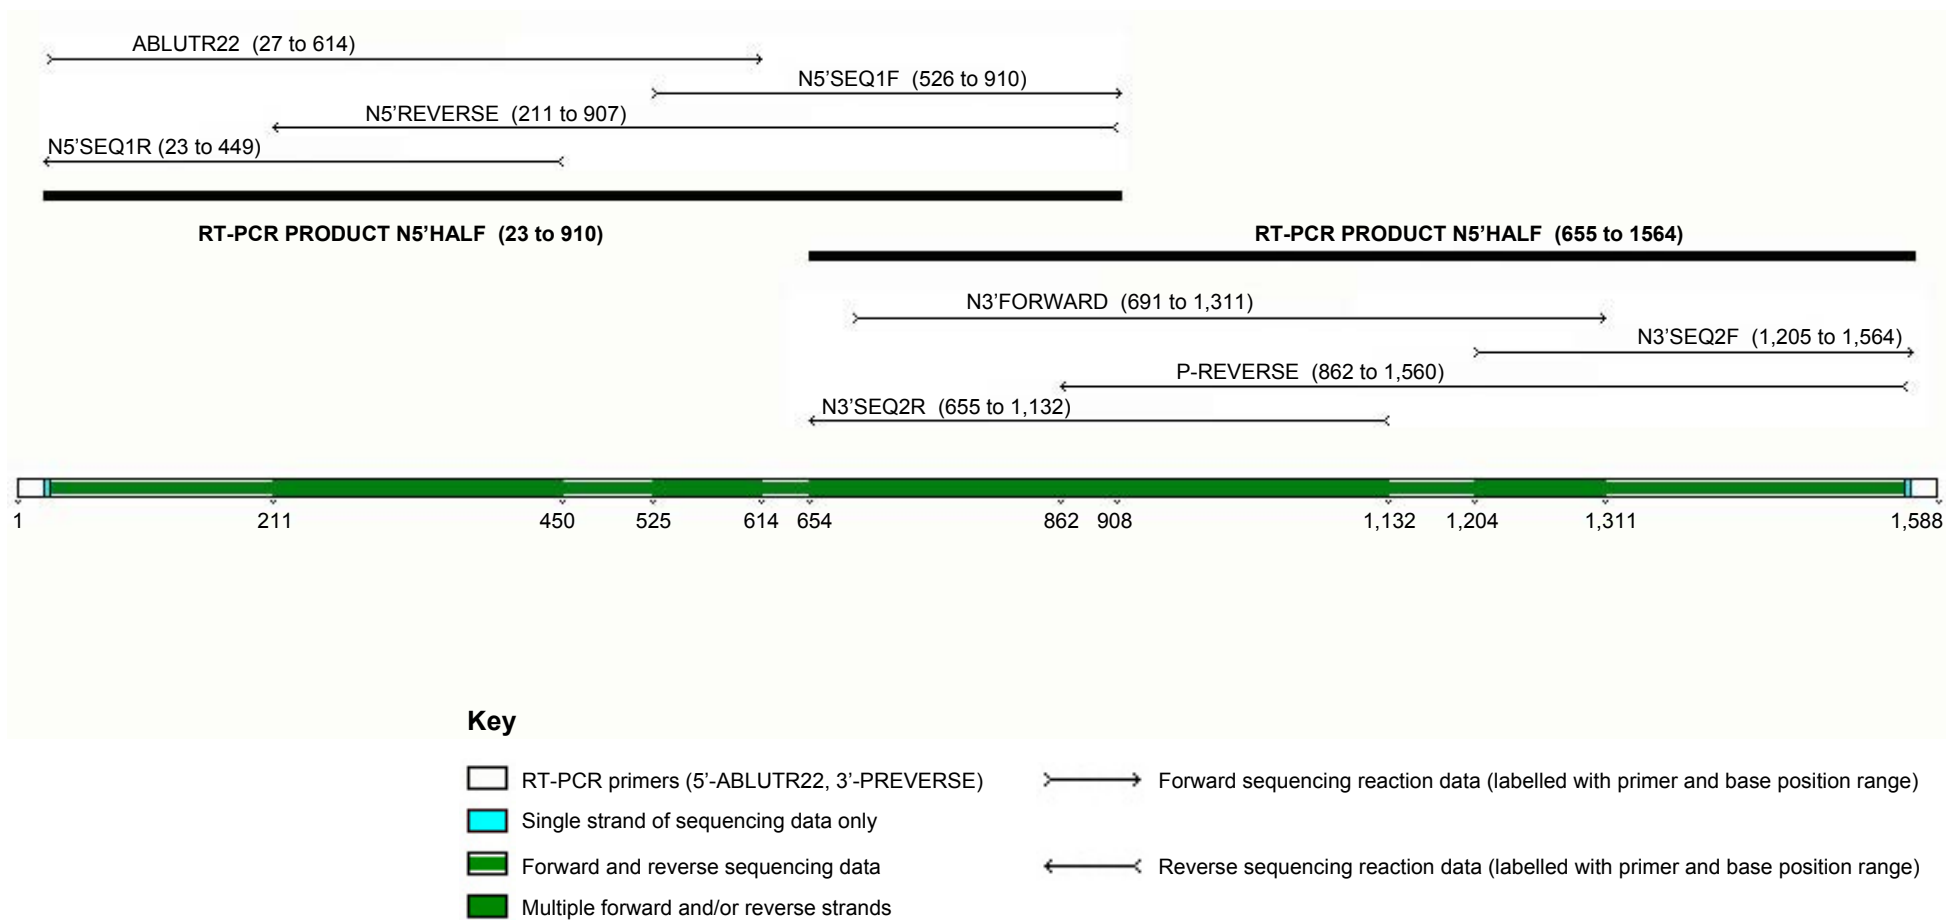 ABLUTR22 (27 to 614)
N5’SEQ1F (526 to 910)
N5’REVERSE (211 to 907)
N5’SEQ1R (23 to 449)
RT-PCR PRODUCT N5’HALF (23 to 910)
RT-PCR PRODUCT N5’HALF (655 to 1564)
N3’FORWARD (691 to 1,311)
N3’SEQ2F (1,205 to 1,564)
P-REVERSE (862 to 1,560)
N3’SEQ2R (655 to 1,132)
1 211 450 525 614 654 862 908 1,132 1,204 1,311 1,588
Key
RT-PCR primers (5’-ABLUTR22, 3’-PREVERSE)
Single strand of sequencing data only
Forward and reverse sequencing data
Multiple forward and/or reverse strands
Forward sequencing reaction data (labelled with primer and base position range)
Reverse sequencing reaction data (labelled with primer and base position range)